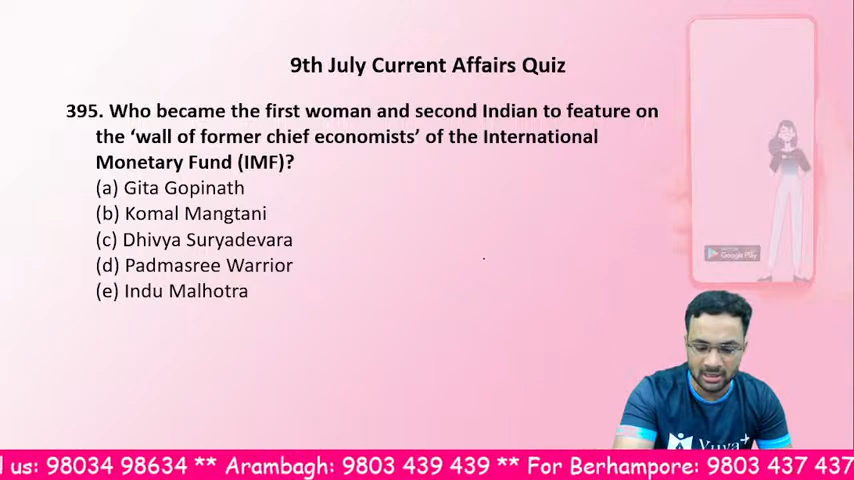 9th July Current Affairs Quiz
395. Who became the first woman and second Indian to feature on
the ‘wall of former chief economists’ of the International
Monetary Fund (IMF)?
(a) Gita Gopinath
(b) Komal Mangtani
(c) Dhivya Suryadevara
(d) Padmasree Warrior
(e) Indu Malhotra
Google Play
l us: 98034 98634 ** Arambagh: 9803 439 439 ** For Berhampore: 9803 437 437